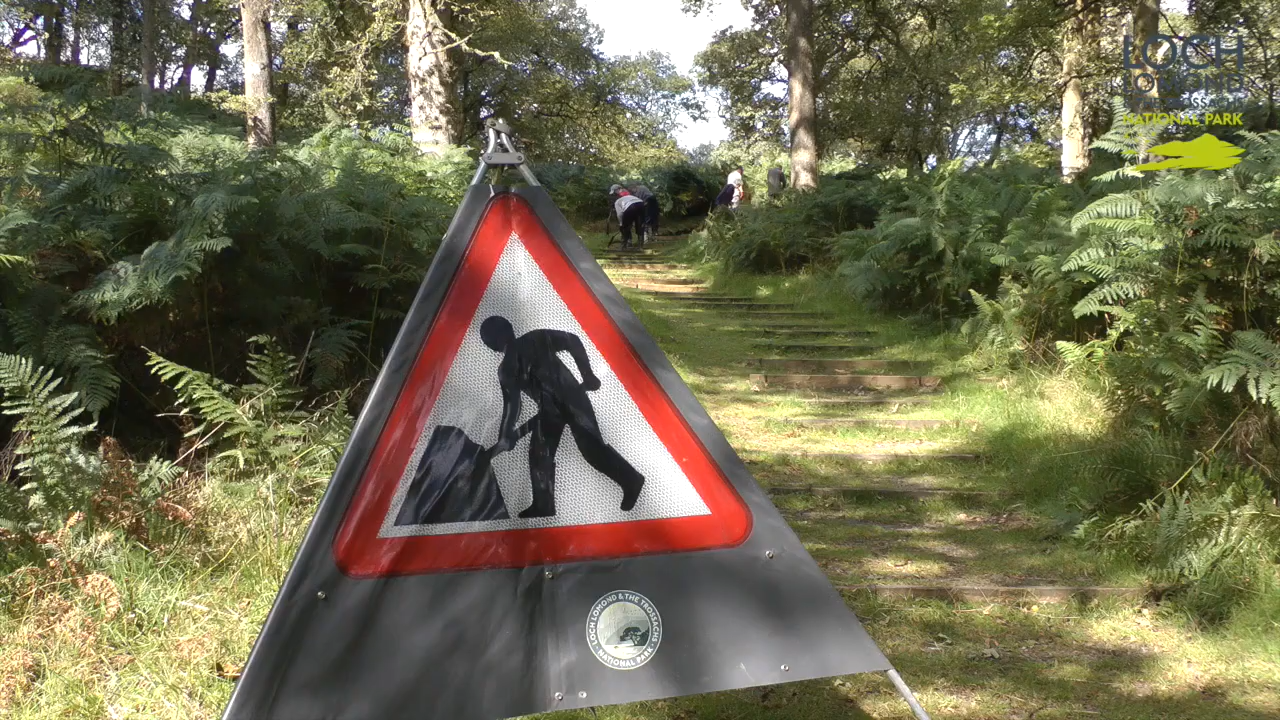 LOCH
LOMOND
NATIONAL PARK
LOCH LOMOND & THE TROSSACHS
NATIONAL PARK